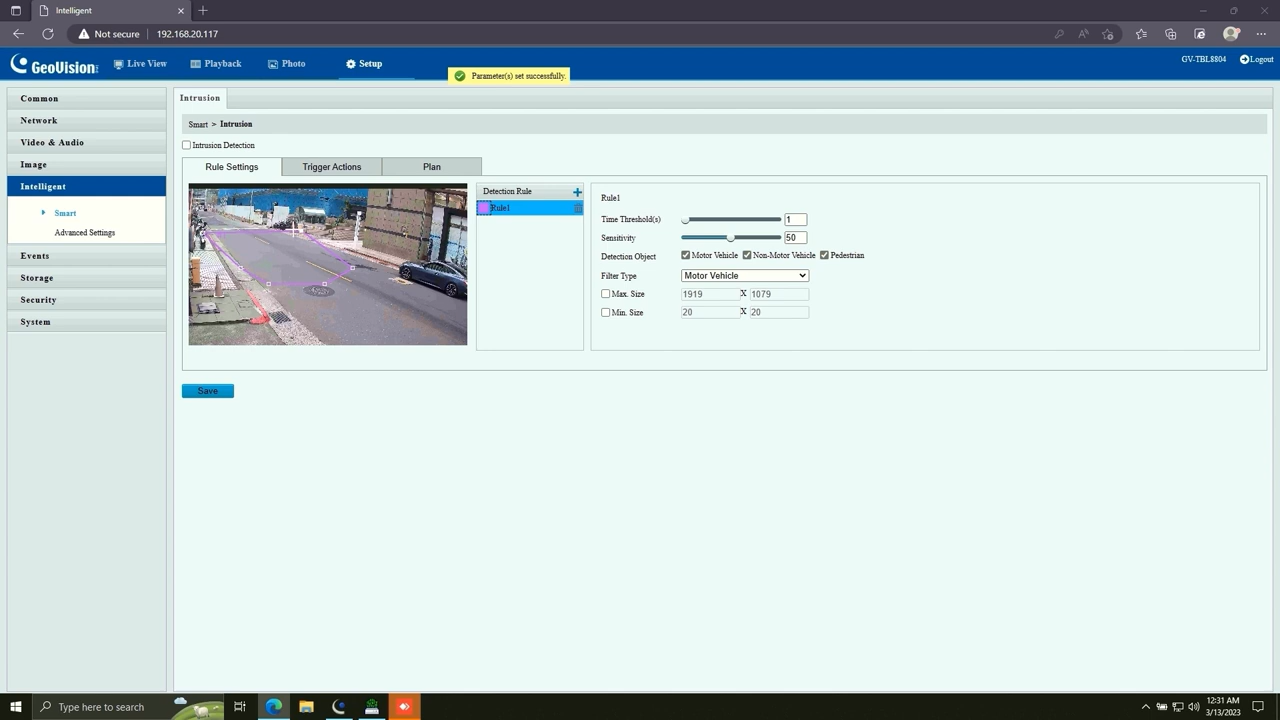 Intelligent
Not secure 192.168.20.117
GeoVision Live View Playback Photo Setup
Parameter(s) set successfully.
GV-TBL8804 Logout
Common
Network
Video & Audio
Image
Intelligent
Smart
Advanced Settings
Events
Storage
Security
System
Intrusion
Smart > Intrusion
Intrusion Detection
Rule Settings Trigger Actions Plan
Detection Rule
Rule1
Rule1
Time Threshold(s) 1
Sensitivity 50
Detection Object Motor Vehicle Non-Motor Vehicle Pedestrian
Filter Type Motor Vehicle
Max. Size 1919 X 1079
Min. Size 20 X 20
Save
Type here to search
12:31 AM
3/13/2023